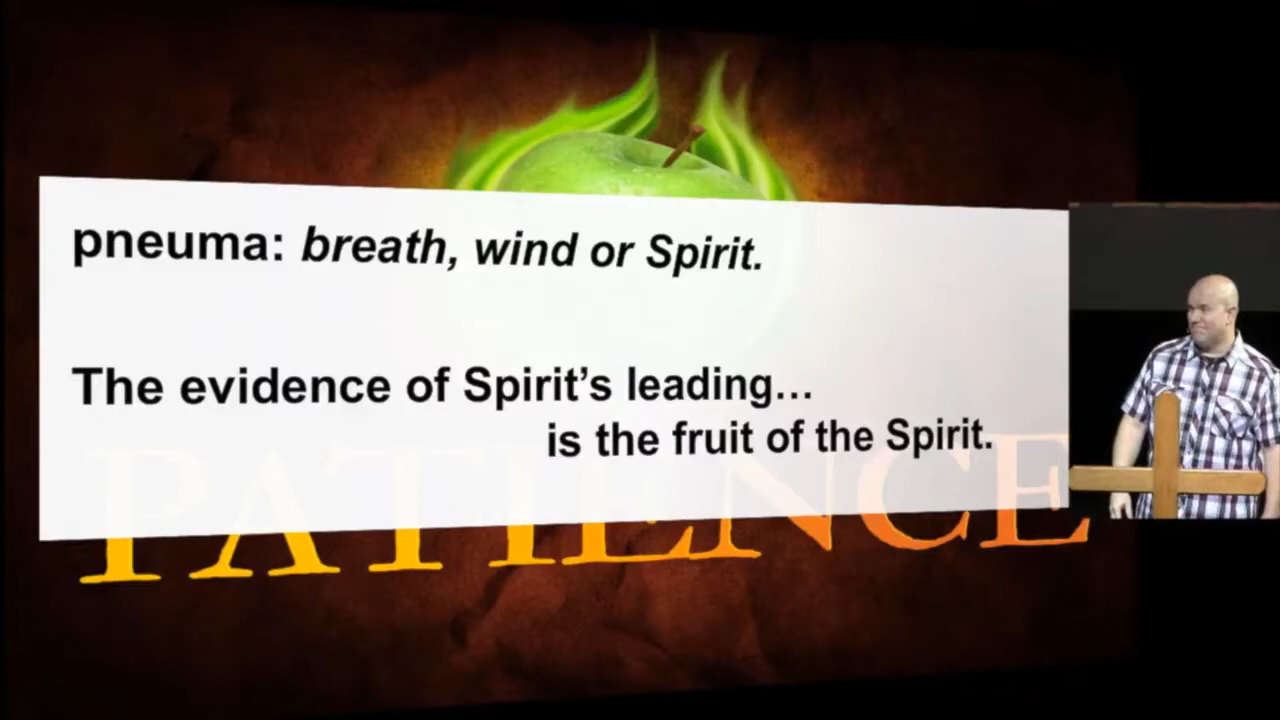 pneuma: breath, wind or Spirit.
The evidence of Spirit’s leading…
is the fruit of the Spirit.
PATIENCE